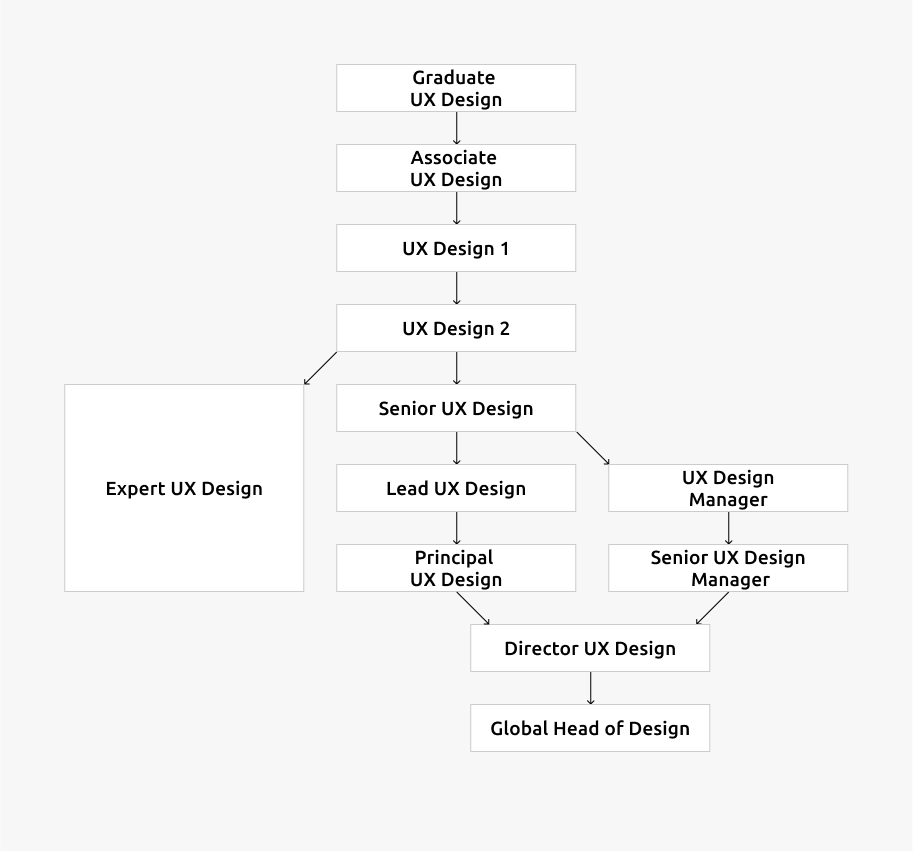 Graduate
UX Design
Associate
UX Design
UX Design 1
UX Design 2
Senior UX Design
Expert UX Design
Lead UX Design
UX Design
Manager
Principal
UX Design
Senior UX Design
Manager
Director UX Design
Global Head of Design